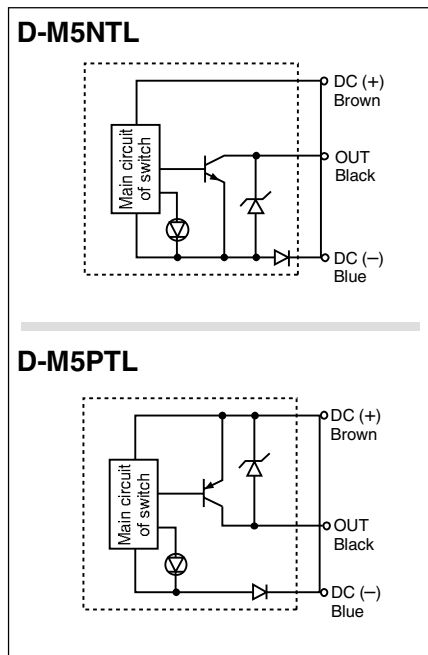 D-M5NTL
DC (+)
Brown
Main circuit
of switch
OUT
Black
DC (–)
Blue
D-M5PTL
DC (+)
Brown
Main circuit
of switch
OUT
Black
DC (–)
Blue